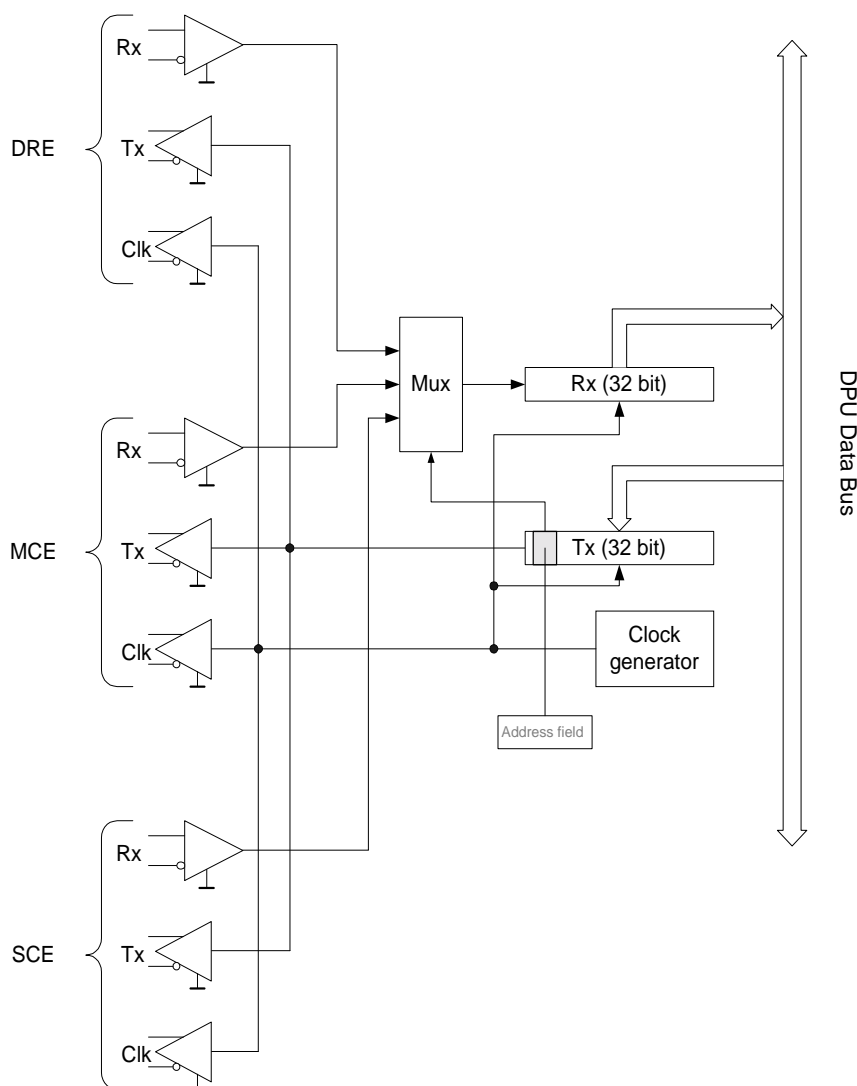 Rx
DRE
Tx
Clk
Mux
Rx (32 bit)
DPU Data Bus
Rx
MCE
Tx
Tx (32 bit)
Clk
Clock
generator
Address field
Rx
SCE
Tx
Clk